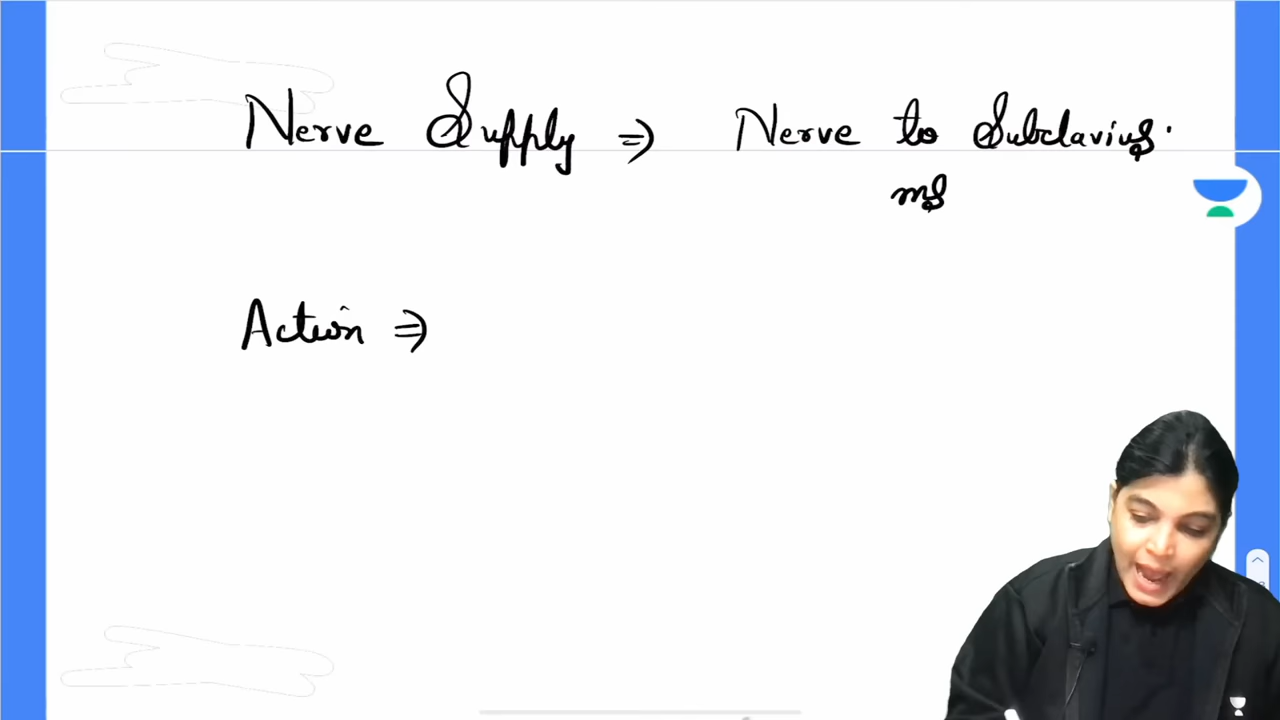 Nerve Supply ⇒ Nerve to Subclavius.
ms
Action ⇒